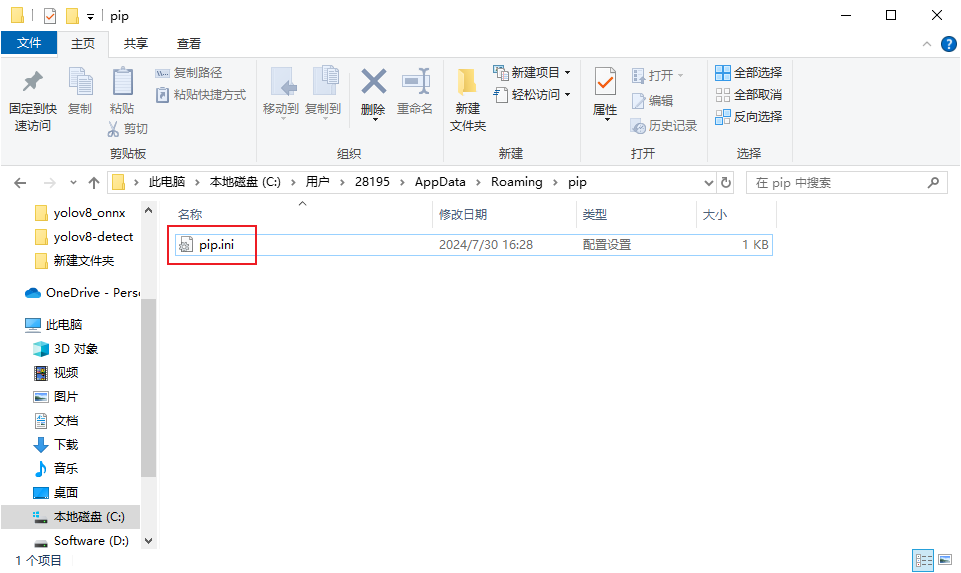 pip
文件 主页 共享 查看
固定到快速访问
复制
粘贴
复制路径
粘贴快捷方式
剪切
剪贴板
移动到
复制到
删除
重命名
组织
新建文件夹
新建项目
轻松访问
新建
属性
打开
编辑
历史记录
打开
全部选择
全部取消
反向选择
选择
此电脑 › 本地磁盘 (C:) › 用户 › 28195 › AppData › Roaming › pip
在 pip 中搜索
yolov8_onnx
yolov8-detect
新建文件夹
OneDrive - Pers
此电脑
3D 对象
视频
图片
文档
下载
音乐
桌面
本地磁盘 (C:)
Software (D:)
名称 修改日期 类型 大小
pip.ini 2024/7/30 16:28 配置设置 1 KB
1 个项目